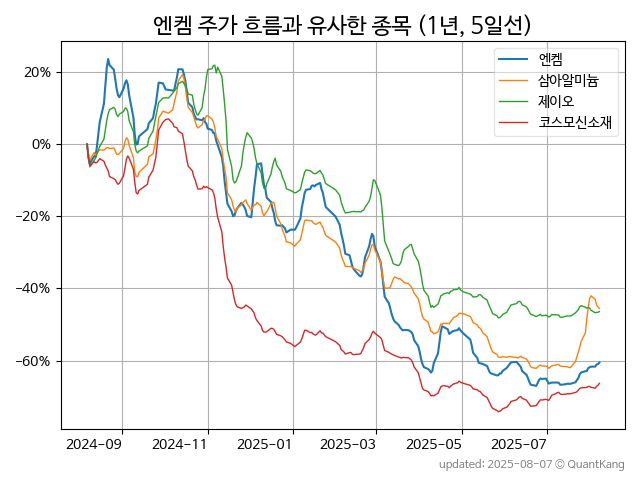 엔켐 주가 흐름과 유사한 종목 (1년, 5일선)
엔켐
삼아알미늄
제이오
코스모신소재
20%
0%
−20%
−40%
−60%
2024-09
2024-11
2025-01
2025-03
2025-05
2025-07
updated: 2025-08-07 © QuantKang